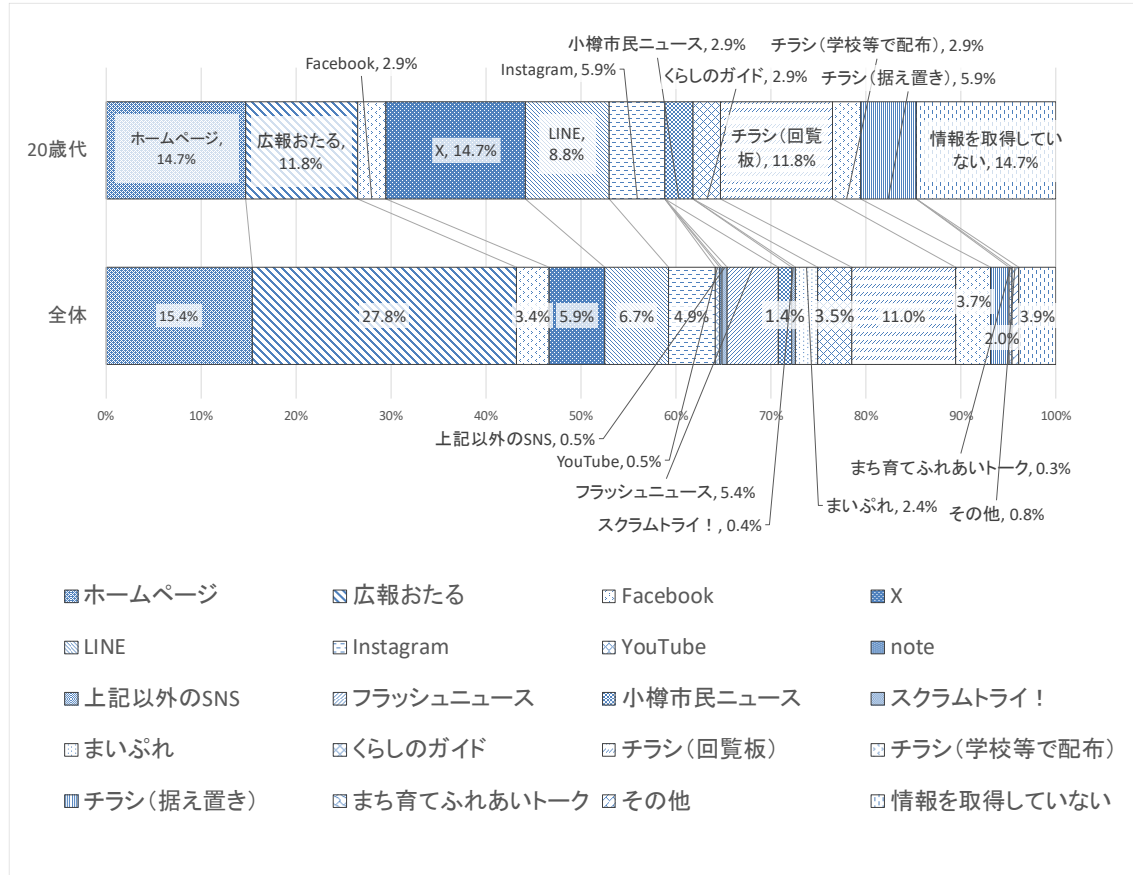 小樽市民ニュース, 2.9%
チラシ（学校等で配布）, 2.9%
Facebook, 2.9%
Instagram, 5.9%
くらしのガイド, 2.9%
チラシ（据え置き）, 5.9%
20歳代
ホームページ,
14.7%
広報おたる,
11.8%
X, 14.7%
LINE,
8.8%
チラシ（回覧
板）, 11.8%
情報を取得してい
ない, 14.7%
全体
15.4%
27.8%
3.4%
5.9%
6.7%
4.9%
1.4%
3.5%
11.0%
3.7%
2.0%
3.9%
0%
10%
20%
30%
40%
50%
60%
70%
80%
90%
100%
上記以外のSNS, 0.5%
YouTube, 0.5%
フラッシュニュース, 5.4%
スクラムトライ！, 0.4%
まいぷれ, 2.4%
まち育てふれあいトーク, 0.3%
その他, 0.8%
ホームページ
広報おたる
Facebook
X
LINE
Instagram
YouTube
note
上記以外のSNS
フラッシュニュース
小樽市民ニュース
スクラムトライ！
まいぷれ
くらしのガイド
チラシ（回覧板）
チラシ（学校等で配布）
チラシ（据え置き）
まち育てふれあいトーク
その他
情報を取得していない